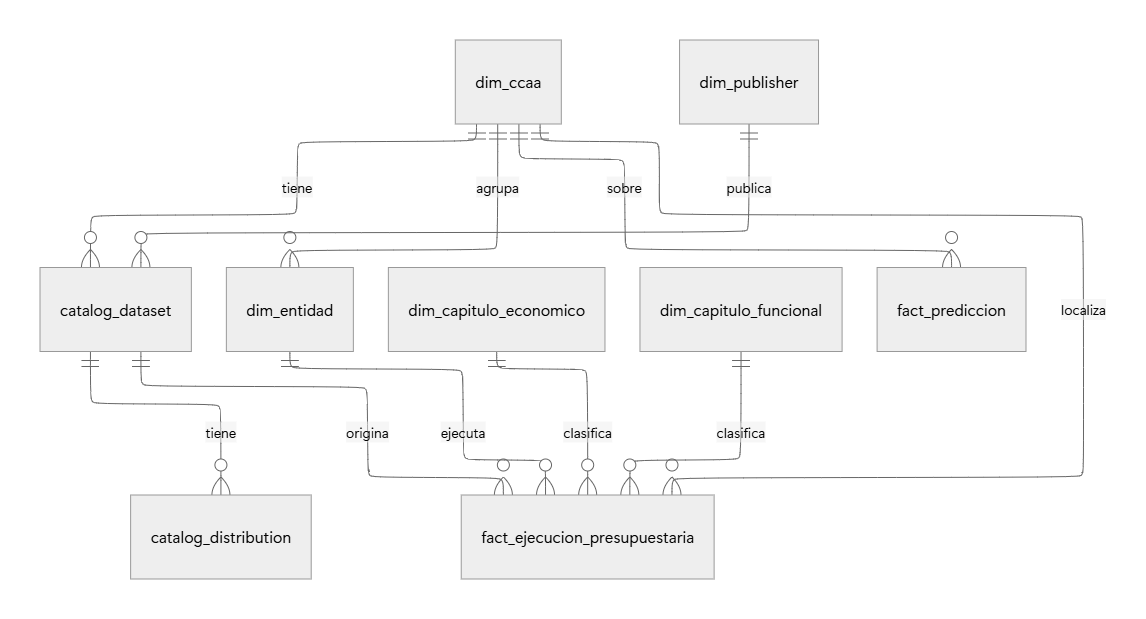 dim_ccaa
dim_publisher
tiene
agrupa
sobre
publica
catalog_dataset
dim_entidad
dim_capitulo_economico
dim_capitulo_funcional
fact_prediccion
localiza
tiene
origina
ejecuta
clasifica
clasifica
catalog_distribution
fact_ejecucion_presupuestaria